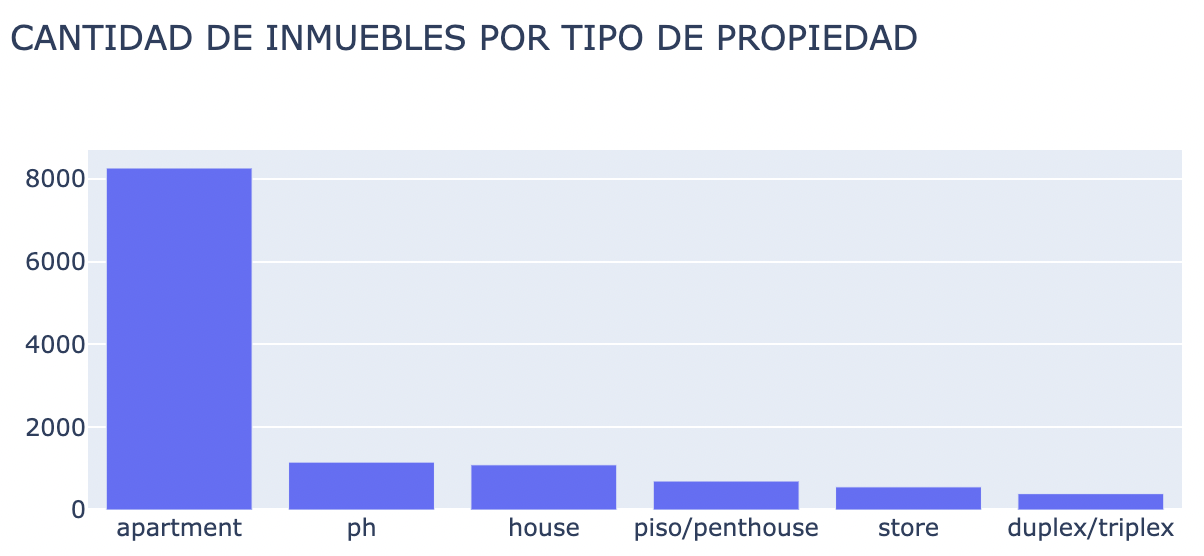 CANTIDAD DE INMUEBLES POR TIPO DE PROPIEDAD
8000
6000
4000
2000
0
apartment ph house piso/penthouse store duplex/triplex